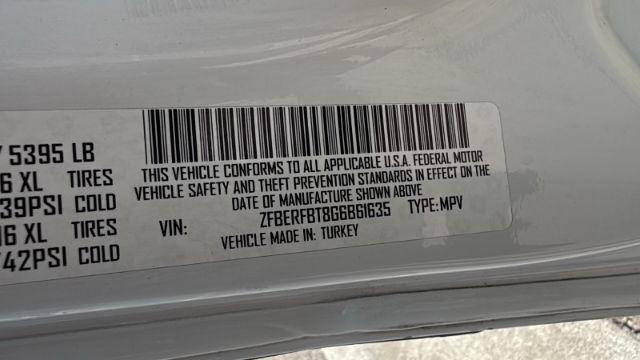 5395 LB
6 XL TIRES
39PSI COLD
16 XL TIRES
42PSI COLD
THIS VEHICLE CONFORMS TO ALL APPLICABLE U.S.A. FEDERAL MOTOR
VEHICLE SAFETY AND THEFT PREVENTION STANDARDS IN EFFECT ON THE
DATE OF MANUFACTURE SHOWN ABOVE
VIN: ZFBERFBT8G6B61635 TYPE: MPV
VEHICLE MADE IN: TURKEY